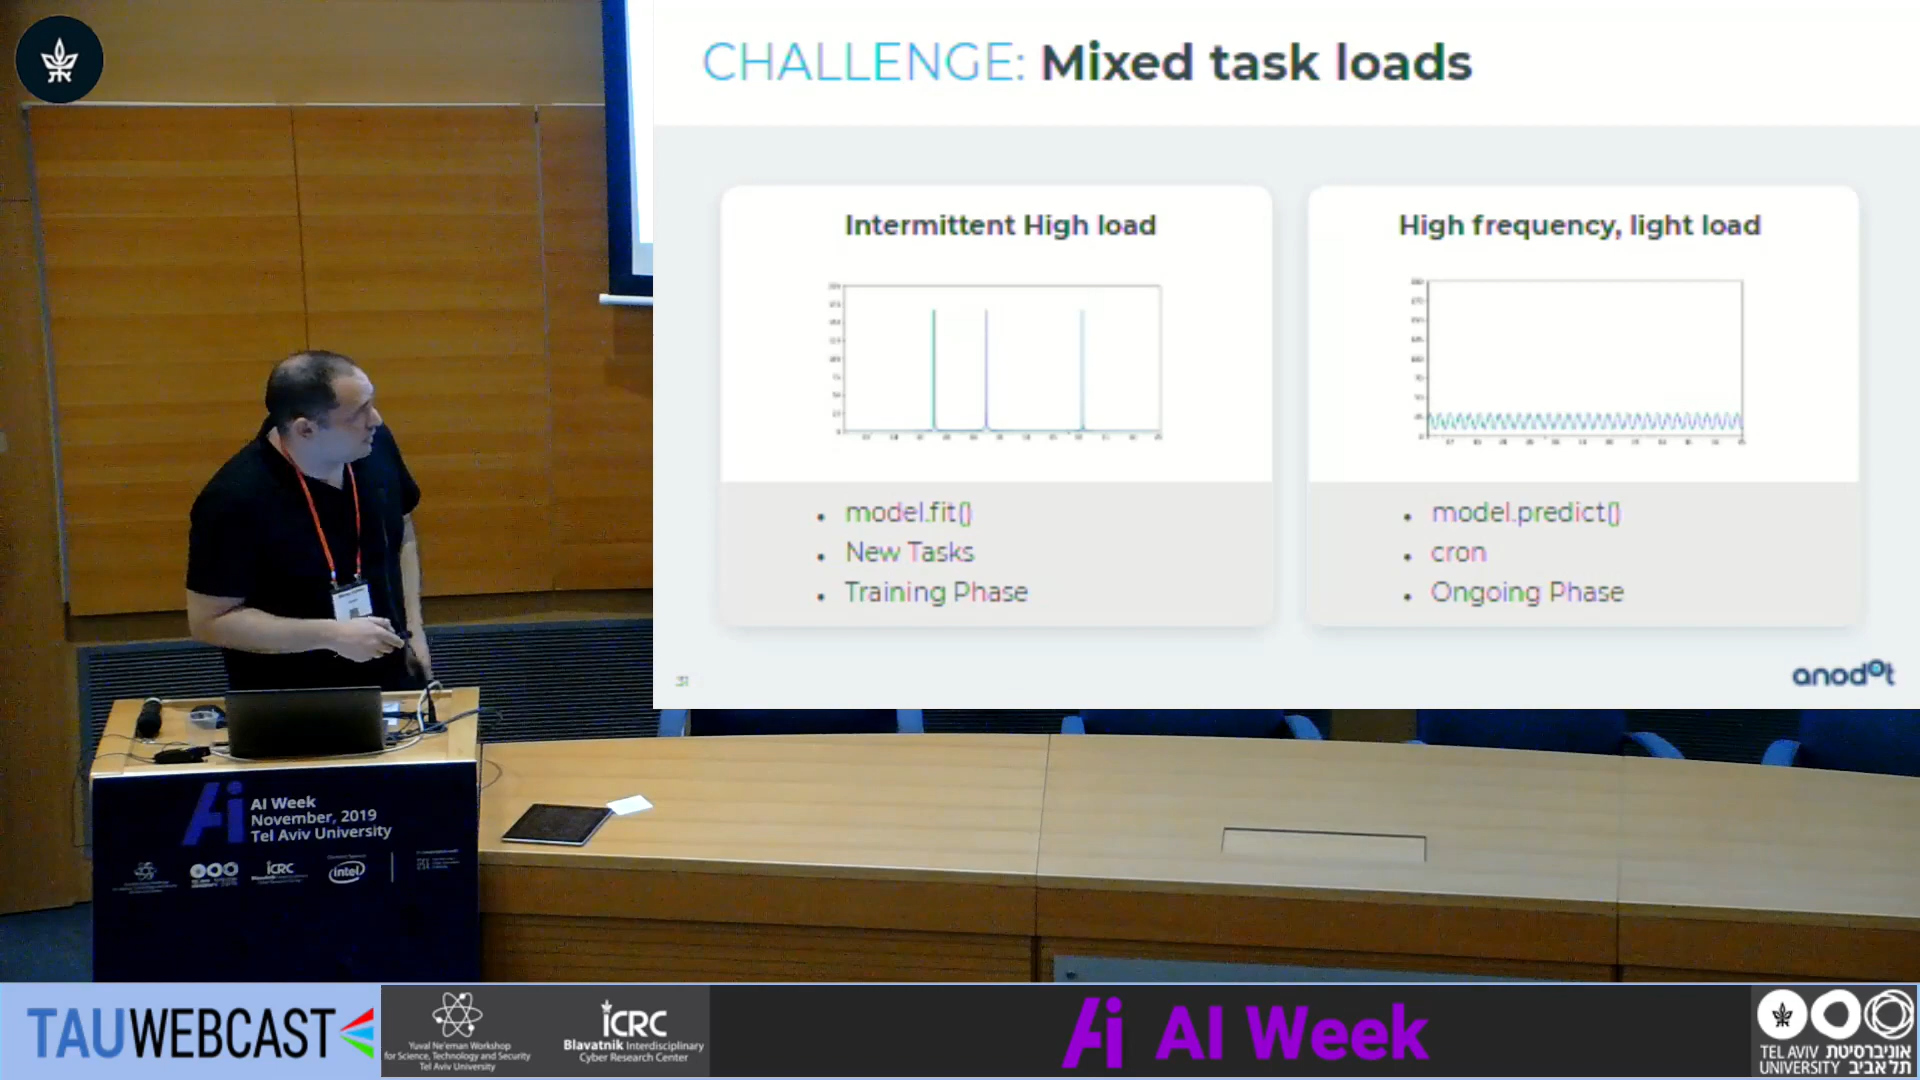 CHALLENGE: Mixed task loads
Intermittent High load
High frequency, light load
• model.fit()
• New Tasks
• Training Phase
• model.predict()
• cron
• Ongoing Phase
31
anodot
AI Week
November, 2019
Tel Aviv University
ICRC
intel
TAUWEBCAST
Yuval Ne'eman Workshop
for Science, Technology and Security
Tel Aviv University
ICRC
Blavatnik Interdisciplinary
Cyber Research Center
Ai AI Week
TEL AVIV אוניברסיטת
UNIVERSITY תל אביב